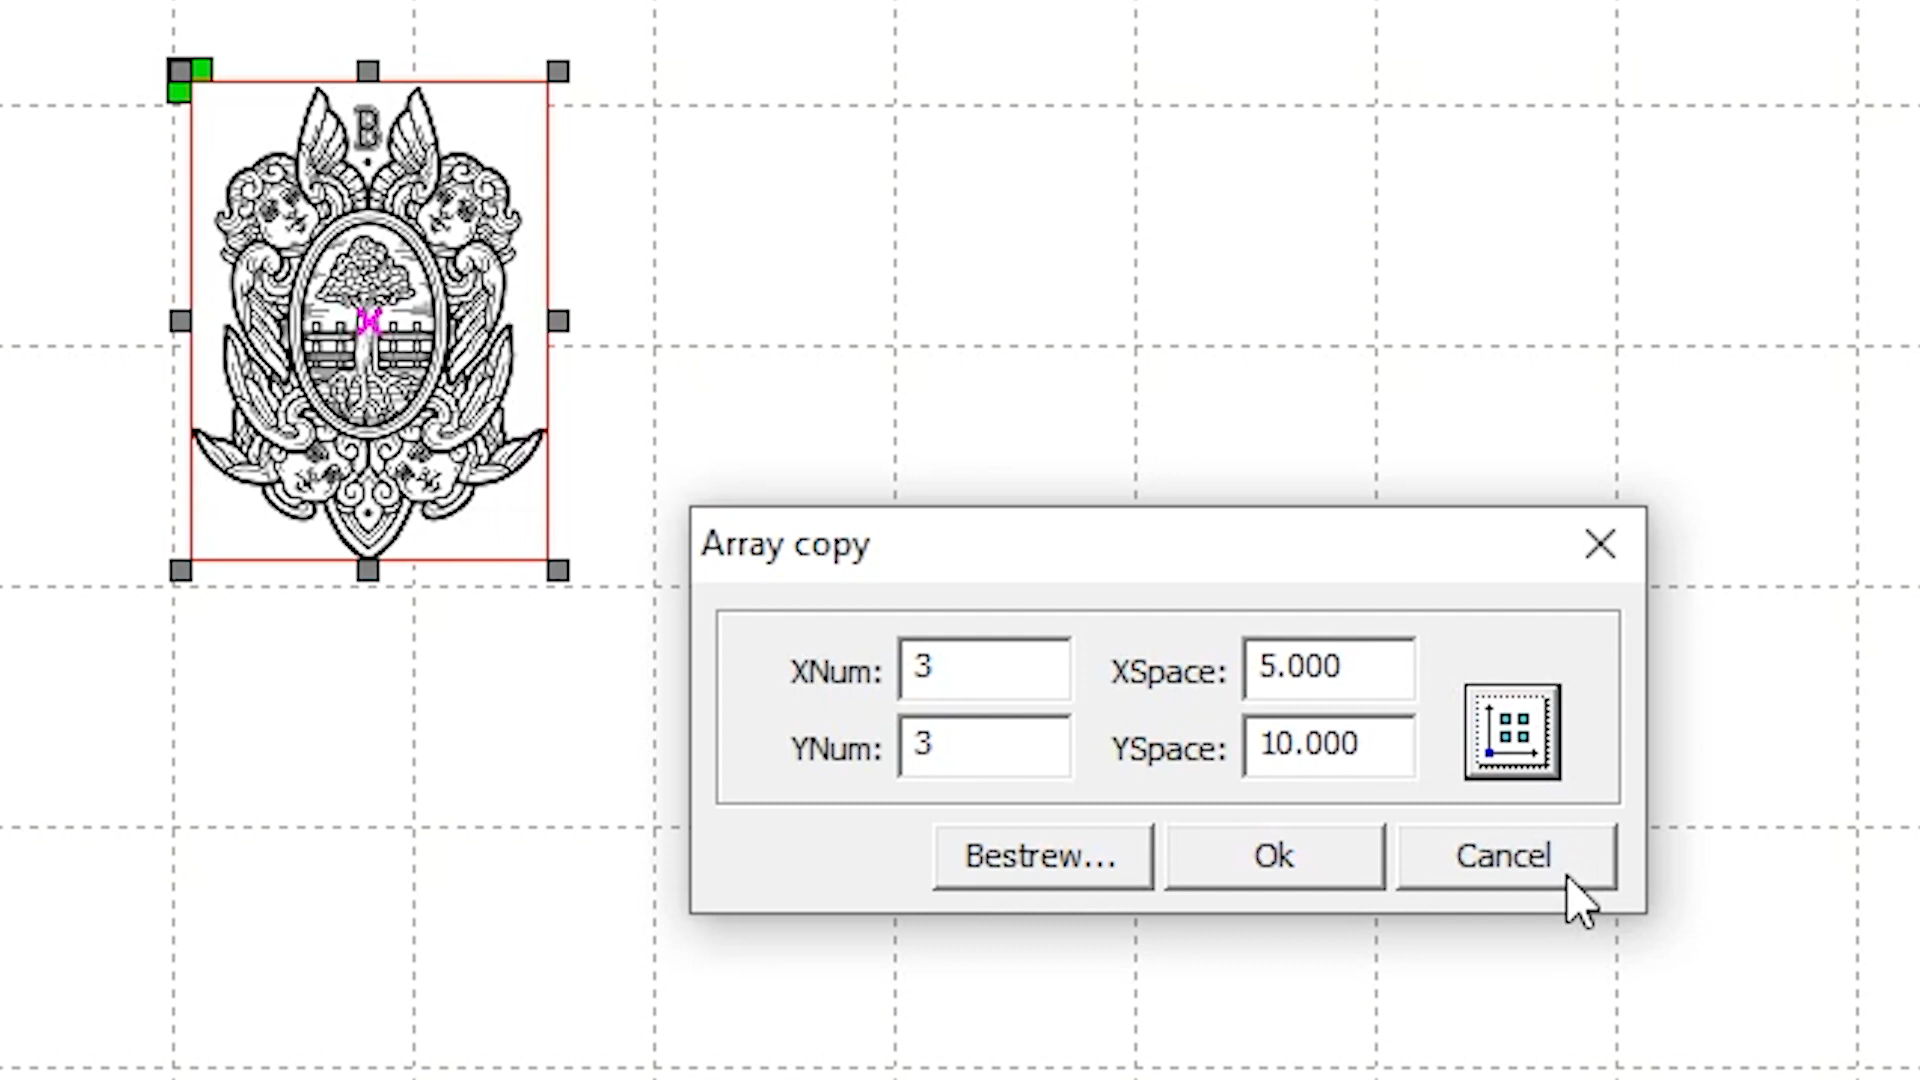 B
Array copy
XNum: 3 XSpace: 5.000
YNum: 3 YSpace: 10.000
Bestrew... Ok Cancel